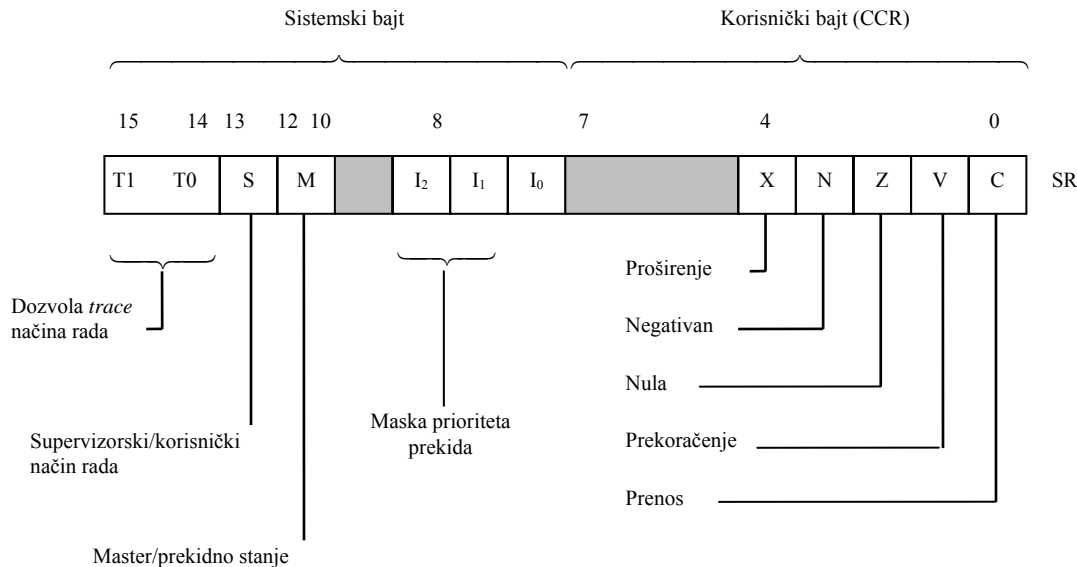 Sistemski bajt Korisnički bajt (CCR)
15 14 13 12 10 8 7 4 0
T1 T0 S M I₂ I₁ I₀ X N Z V C SR
Proširenje
Dozvola trace
načina rada
Negativan
Nula
Maska prioriteta
prekida
Supervizorski/korisnički
način rada
Prekoračenje
Prenos
Master/prekidno stanje